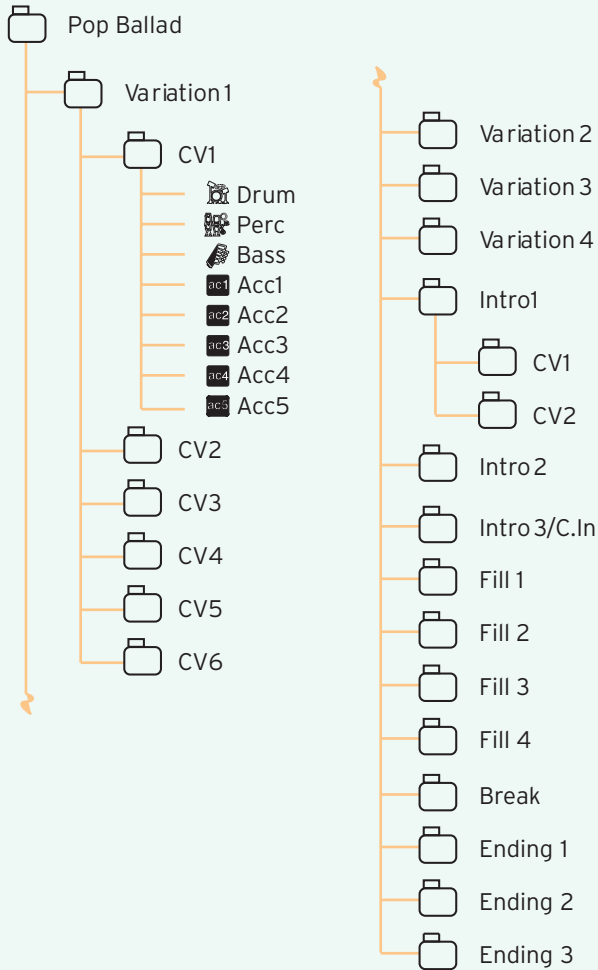 Pop Ballad
Variation 1
CV1
Drum
Perc
Bass
ac1 Acc1
ac2 Acc2
ac3 Acc3
ac4 Acc4
ac5 Acc5
CV2
CV3
CV4
CV5
CV6
Variation 2
Variation 3
Variation 4
Intro1
CV1
CV2
Intro 2
Intro 3/C.In
Fill 1
Fill 2
Fill 3
Fill 4
Break
Ending 1
Ending 2
Ending 3